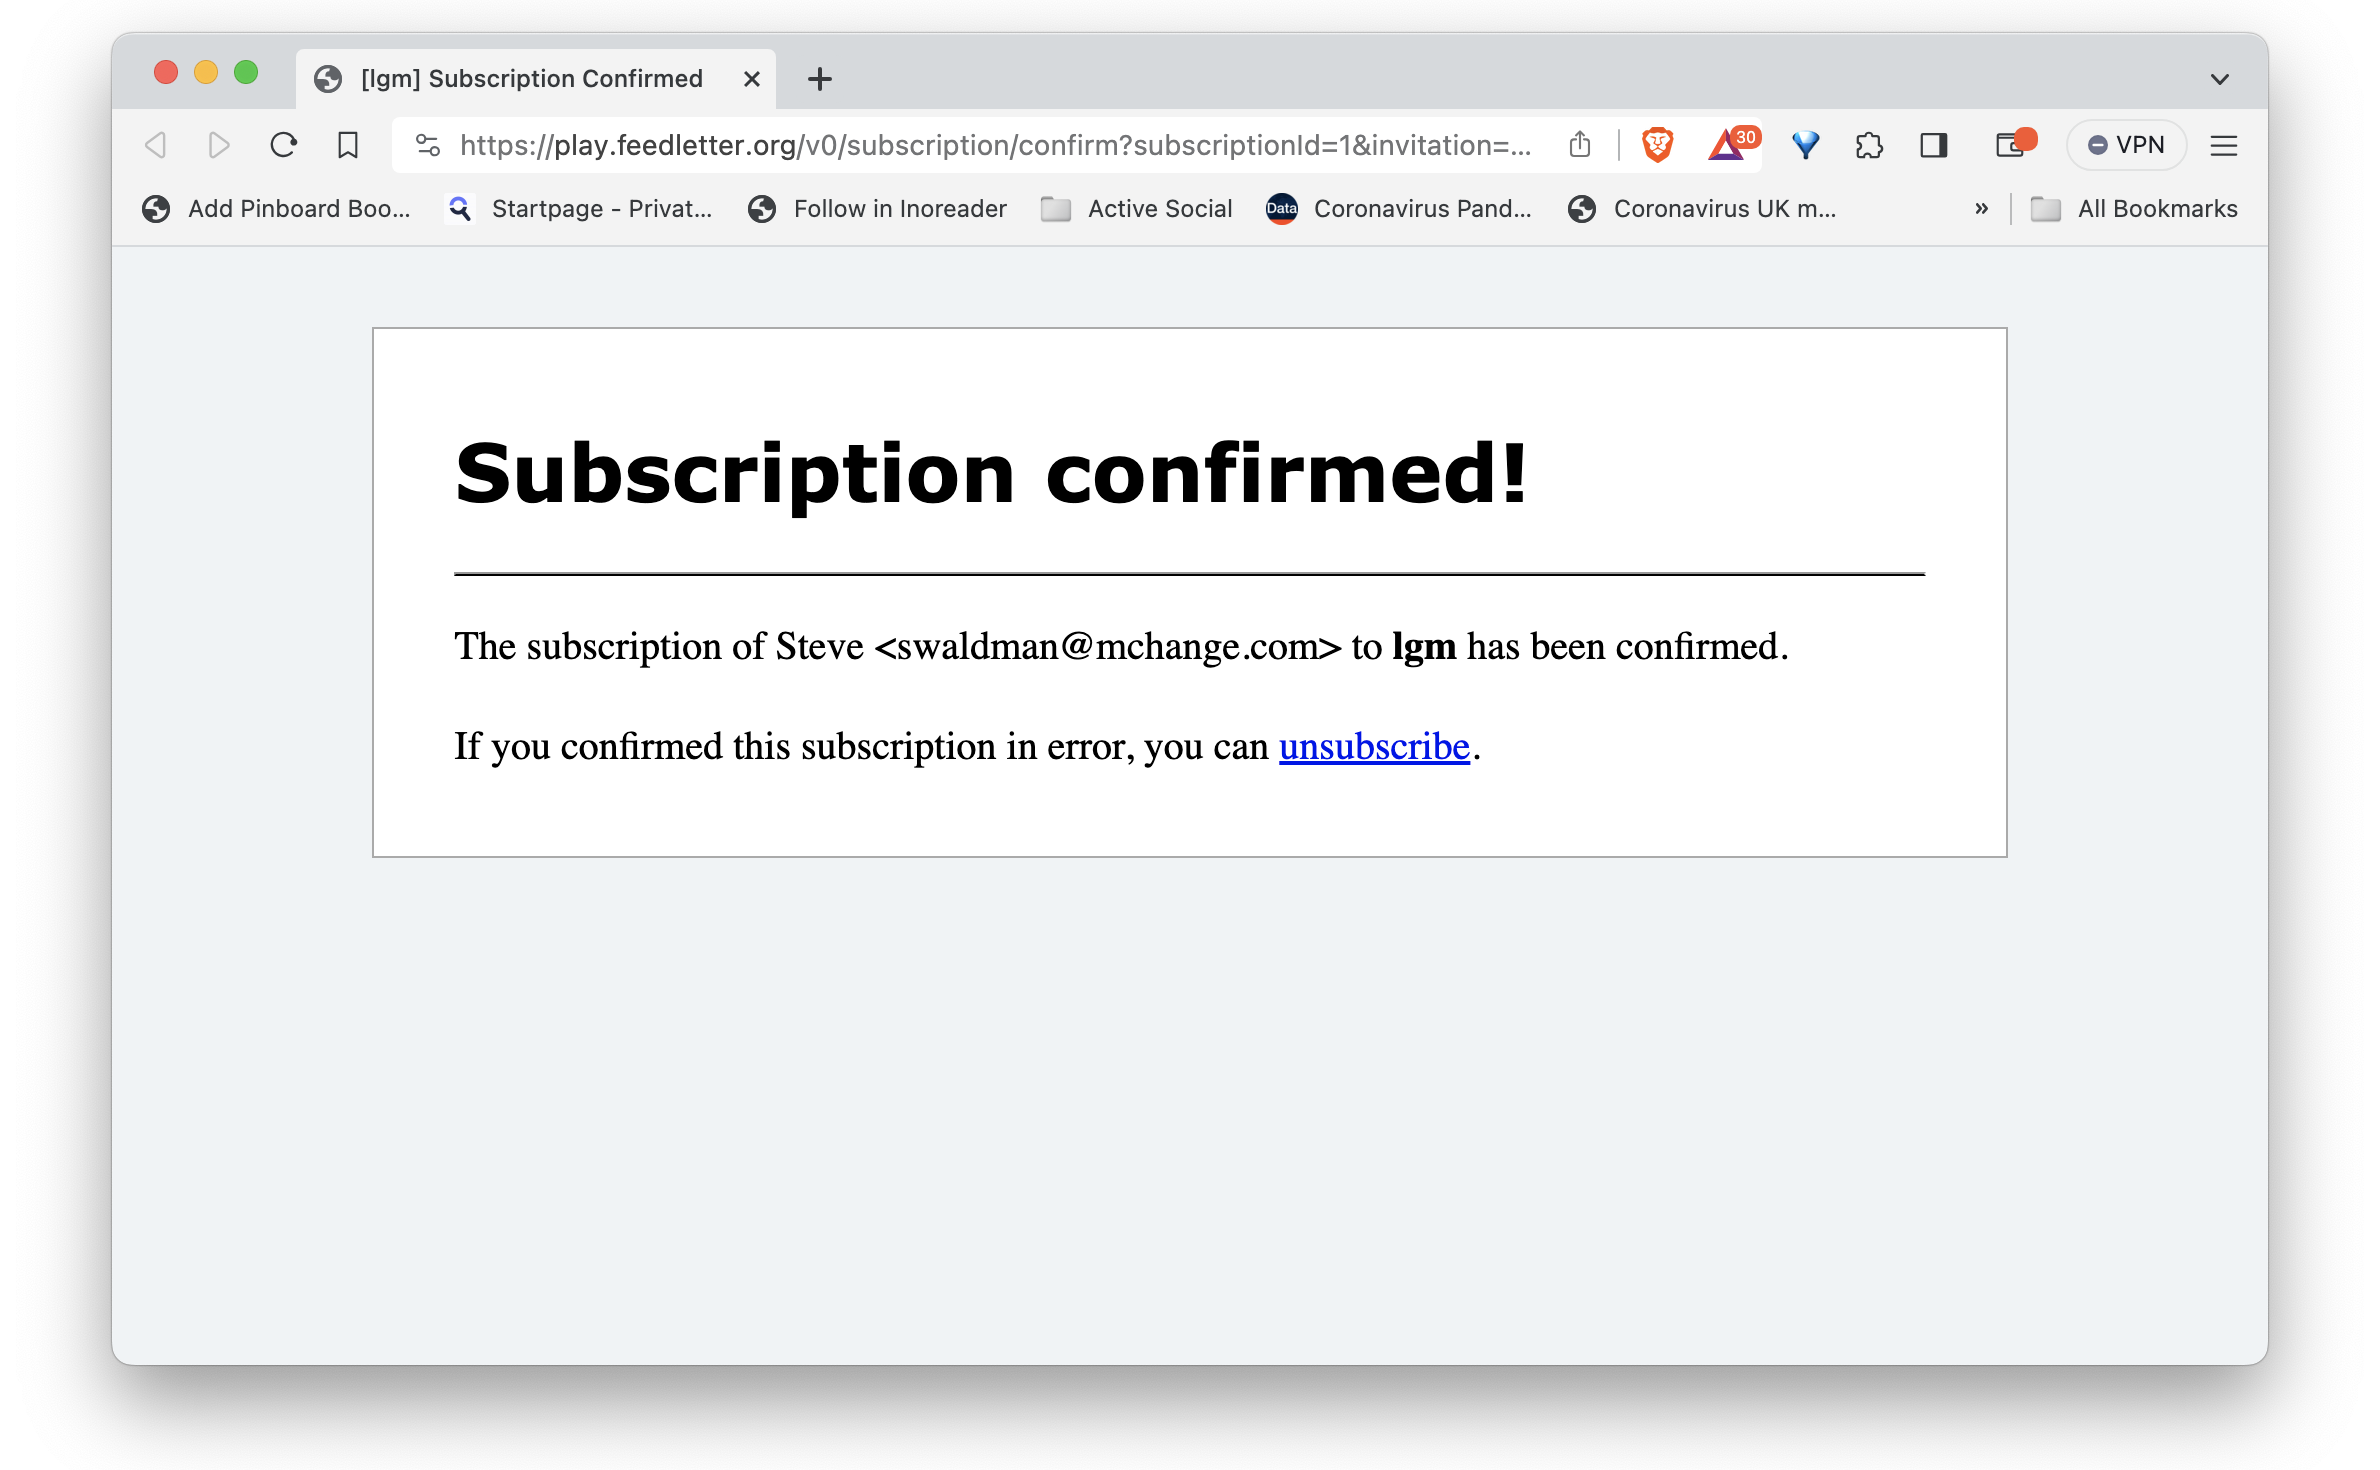 [lgm] Subscription Confirmed
https://play.feedletter.org/v0/subscription/confirm?subscriptionId=1&invitation=...
30
VPN
Add Pinboard Boo...
Startpage - Privat...
Follow in Inoreader
Active Social
Data
Coronavirus Pand...
Coronavirus UK m...
»
All Bookmarks
Subscription confirmed!
The subscription of Steve <swaldman@mchange.com> to lgm has been confirmed.
If you confirmed this subscription in error, you can unsubscribe.